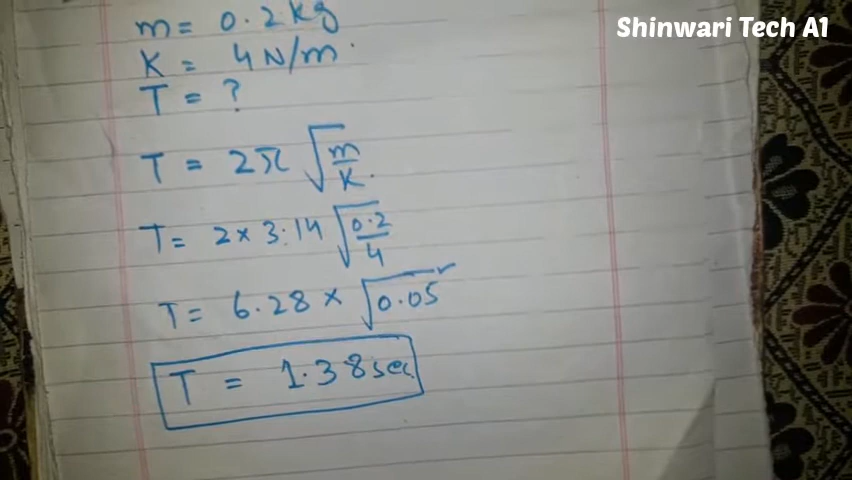 Shinwari Tech A1
m = 0.2 kg
K = 4 N/m.
T = ?
T = 2π √(m/K).
T = 2 × 3.14 √(0.2/4)
T = 6.28 × √0.05
T = 1.38 sec